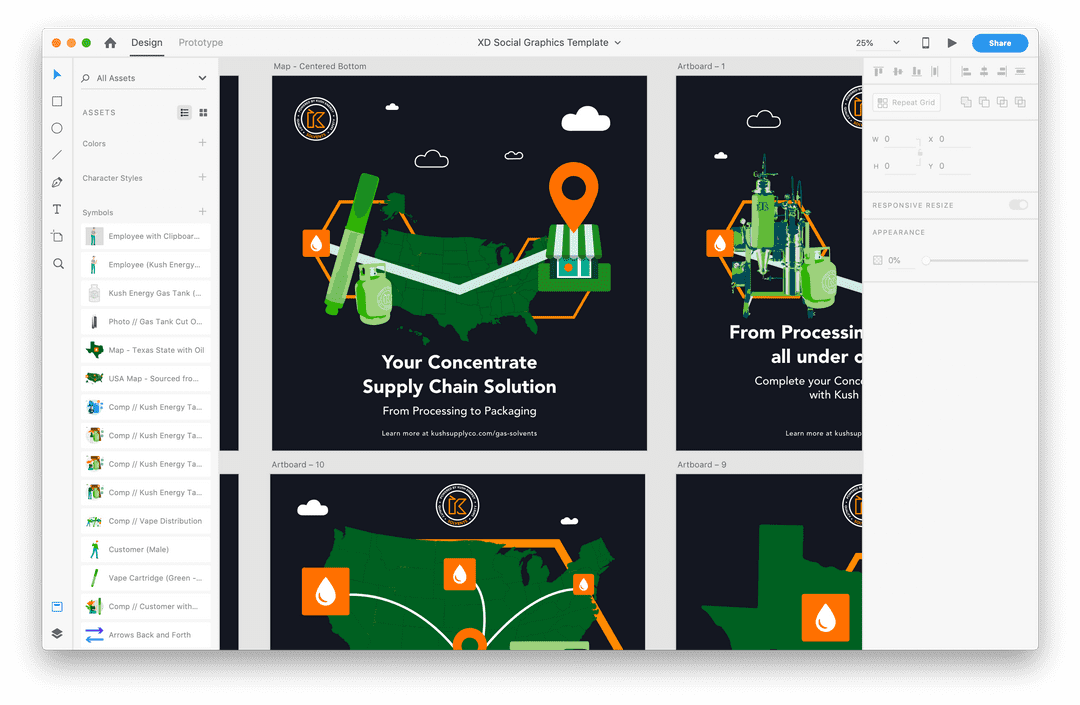 Design
Prototype
XD Social Graphics Template
25%
Share
All Assets
ASSETS
Colors
Character Styles
Symbols
Employee with Clipboar...
Employee (Kush Energy...
Kush Energy Gas Tank (...
Photo // Gas Tank Cut O...
Map - Texas State with Oil
USA Map - Sourced fro...
Comp // Kush Energy Ta...
Comp // Kush Energy Ta...
Comp // Kush Energy Ta...
Comp // Kush Energy Ta...
Comp // Vape Distribution
Customer (Male)
Vape Cartridge (Green -...
Comp // Customer with...
Arrows Back and Forth
Map - Centered Bottom
Your Concentrate
Supply Chain Solution
From Processing to Packaging
Learn more at kushsupplyco.com/gas-solvents
Artboard – 1
From Processin
all under o
Complete your Conc
with Kush
Learn more at kushsup
Artboard – 10
Artboard – 9
Repeat Grid
W 0
X 0
H 0
Y 0
RESPONSIVE RESIZE
APPEARANCE
0%